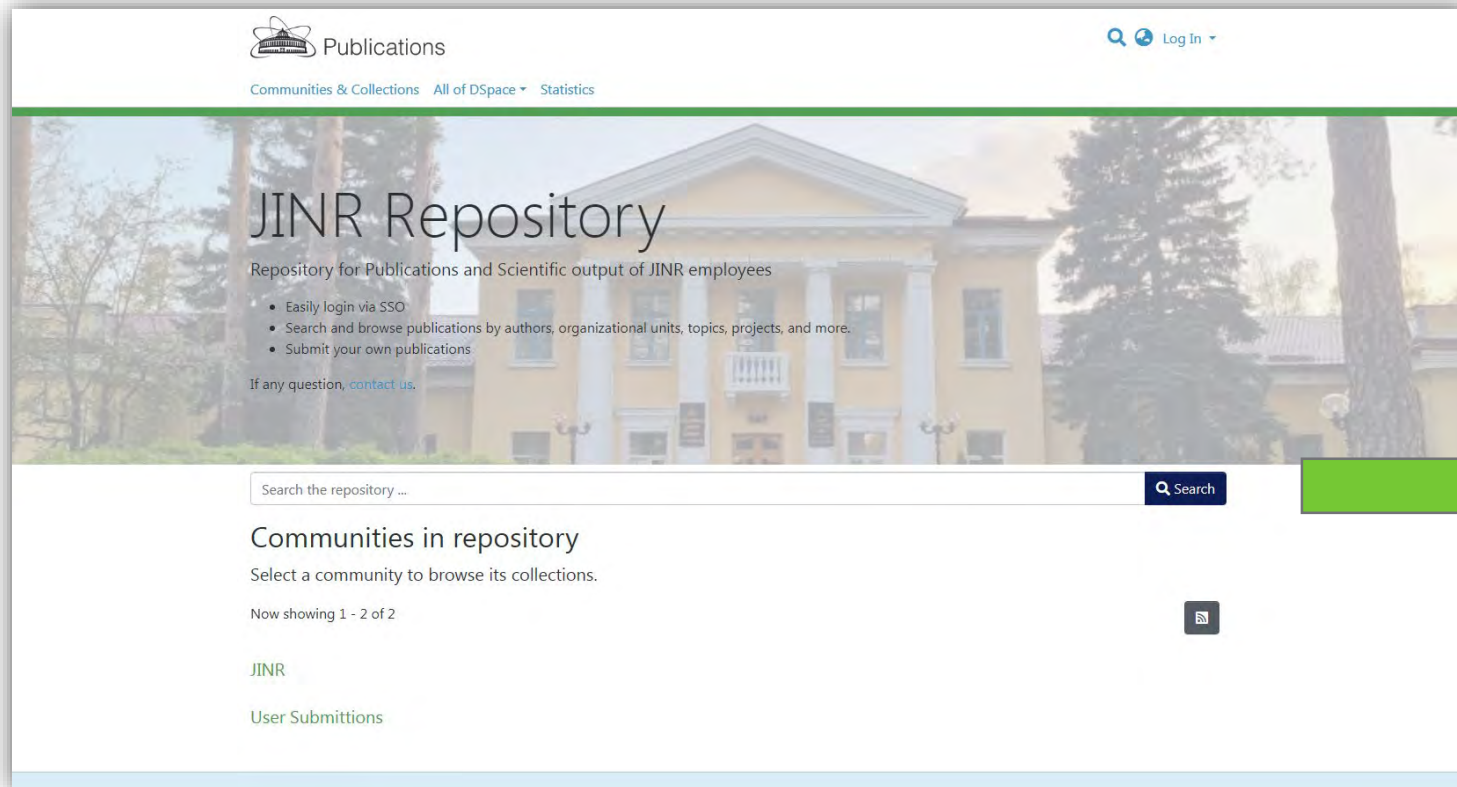 Publications
Log In
Communities & Collections All of DSpace Statistics
JINR Repository
Repository for Publications and Scientific output of JINR employees
Easily login via SSO
Search and browse publications by authors, organizational units, topics, projects, and more.
Submit your own publications
If any question, contact us.
Search the repository ...
Search
Communities in repository
Select a community to browse its collections.
Now showing 1 - 2 of 2
JINR
User Submittions